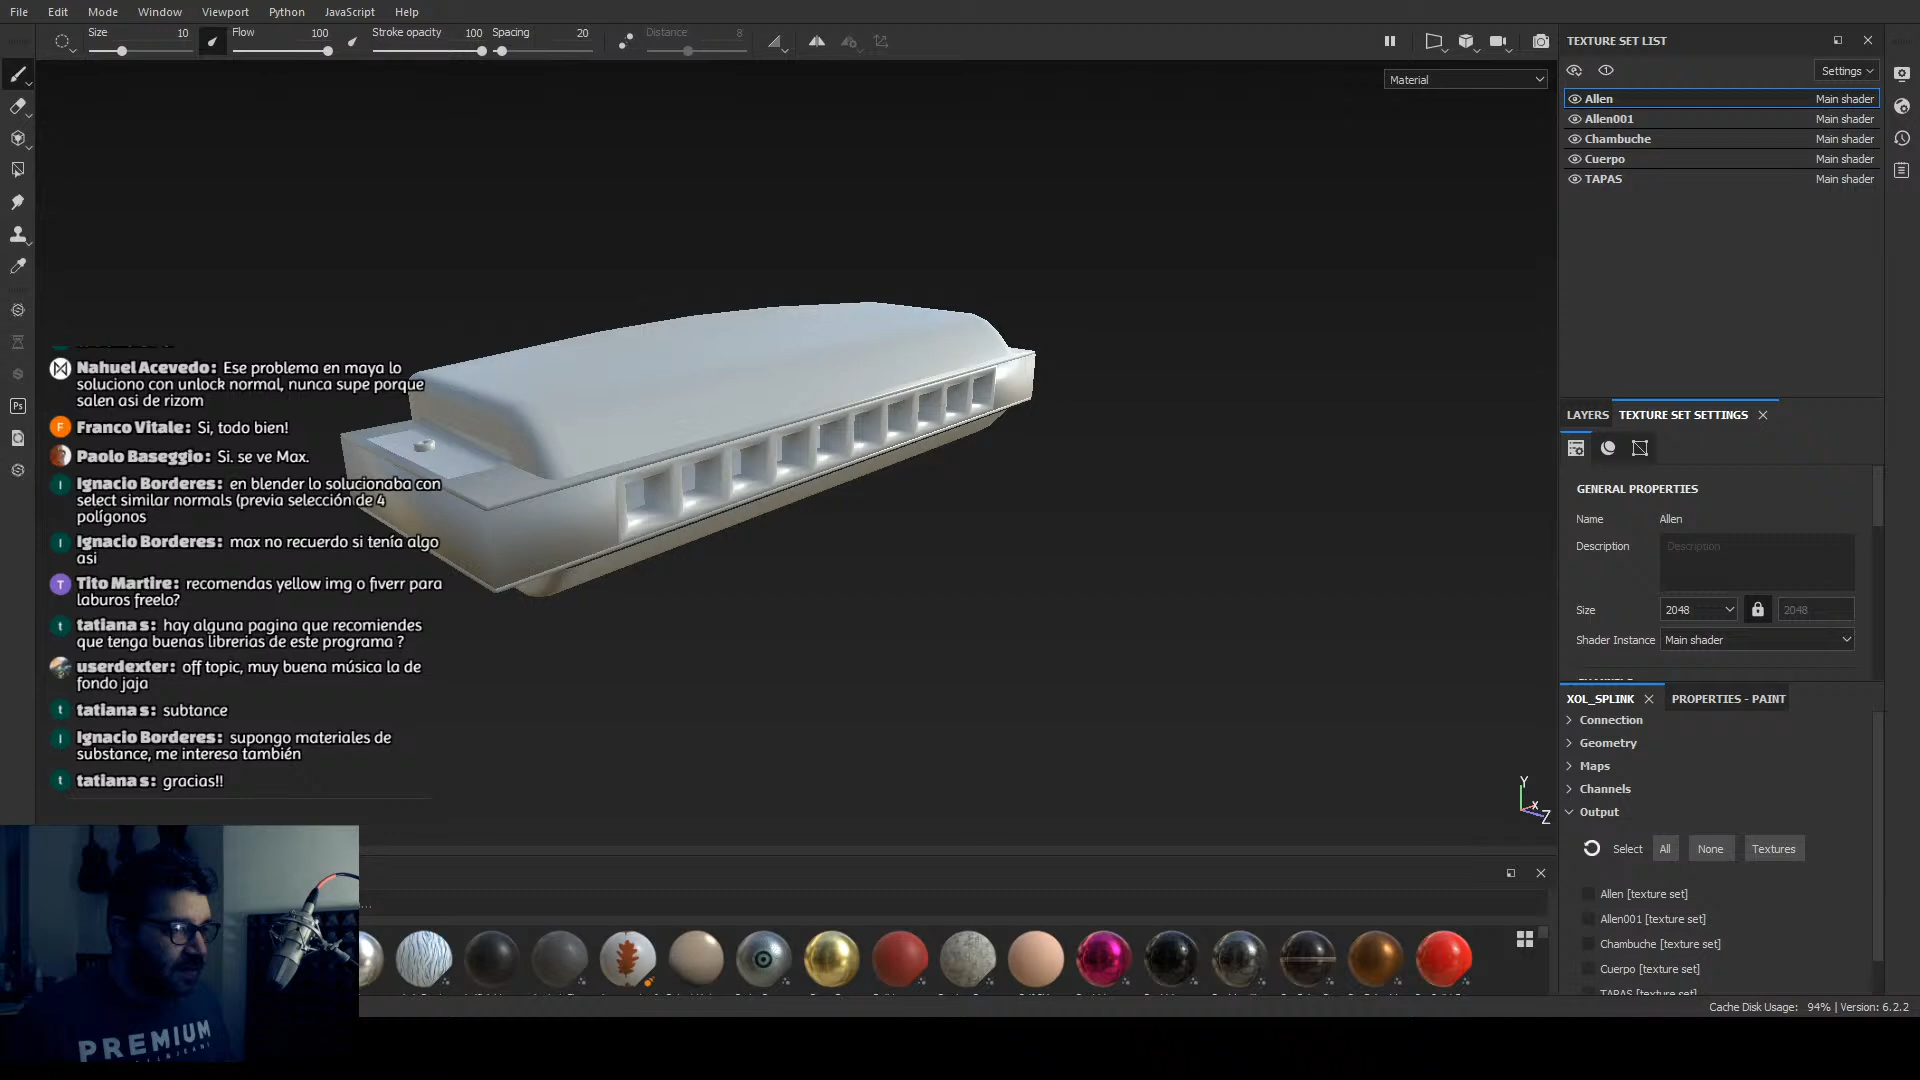 File Edit Mode Window Viewport Python JavaScript Help
Size 10 Flow 100 Stroke opacity 100 Spacing 20 Distance 8
Material
TEXTURE SET LIST
Settings
Allen Main shader
Allen001 Main shader
Chambuche Main shader
Cuerpo Main shader
TAPAS Main shader
Nahuel Acevedo: Ese problema en maya lo
soluciono con unlock normal, nunca supe porque
salen asi de rizom
F Franco Vitale: Si, todo bien!
Paolo Baseggio: Si. se ve Max.
I Ignacio Borderes: en blender lo solucionaba con
select similar normals (previa selección de 4
polígonos
I Ignacio Borderes: max no recuerdo si tenía algo
asi
T Tito Martire: recomendas yellow img o fiverr para
laburos freelo?
t tatiana s: hay alguna pagina que recomiendes
que tenga buenas librerias de este programa ?
userdexter: off topic, muy buena música la de
fondo jaja
t tatiana s: subtance
I Ignacio Borderes: supongo materiales de
substance, me interesa también
t tatiana s: gracias!!
Ps
LAYERS TEXTURE SET SETTINGS
GENERAL PROPERTIES
Name Allen
Description Description
Size 2048 2048
Shader Instance Main shader
XOL_SPLINK PROPERTIES - PAINT
Connection
Geometry
Maps
Channels
Output
Select All None Textures
Allen [texture set]
Allen001 [texture set]
Chambuche [texture set]
Cuerpo [texture set]
TAPAS [texture set]
Y
X
Z
PREMIUM
Cache Disk Usage: 94% | Version: 6.2.2